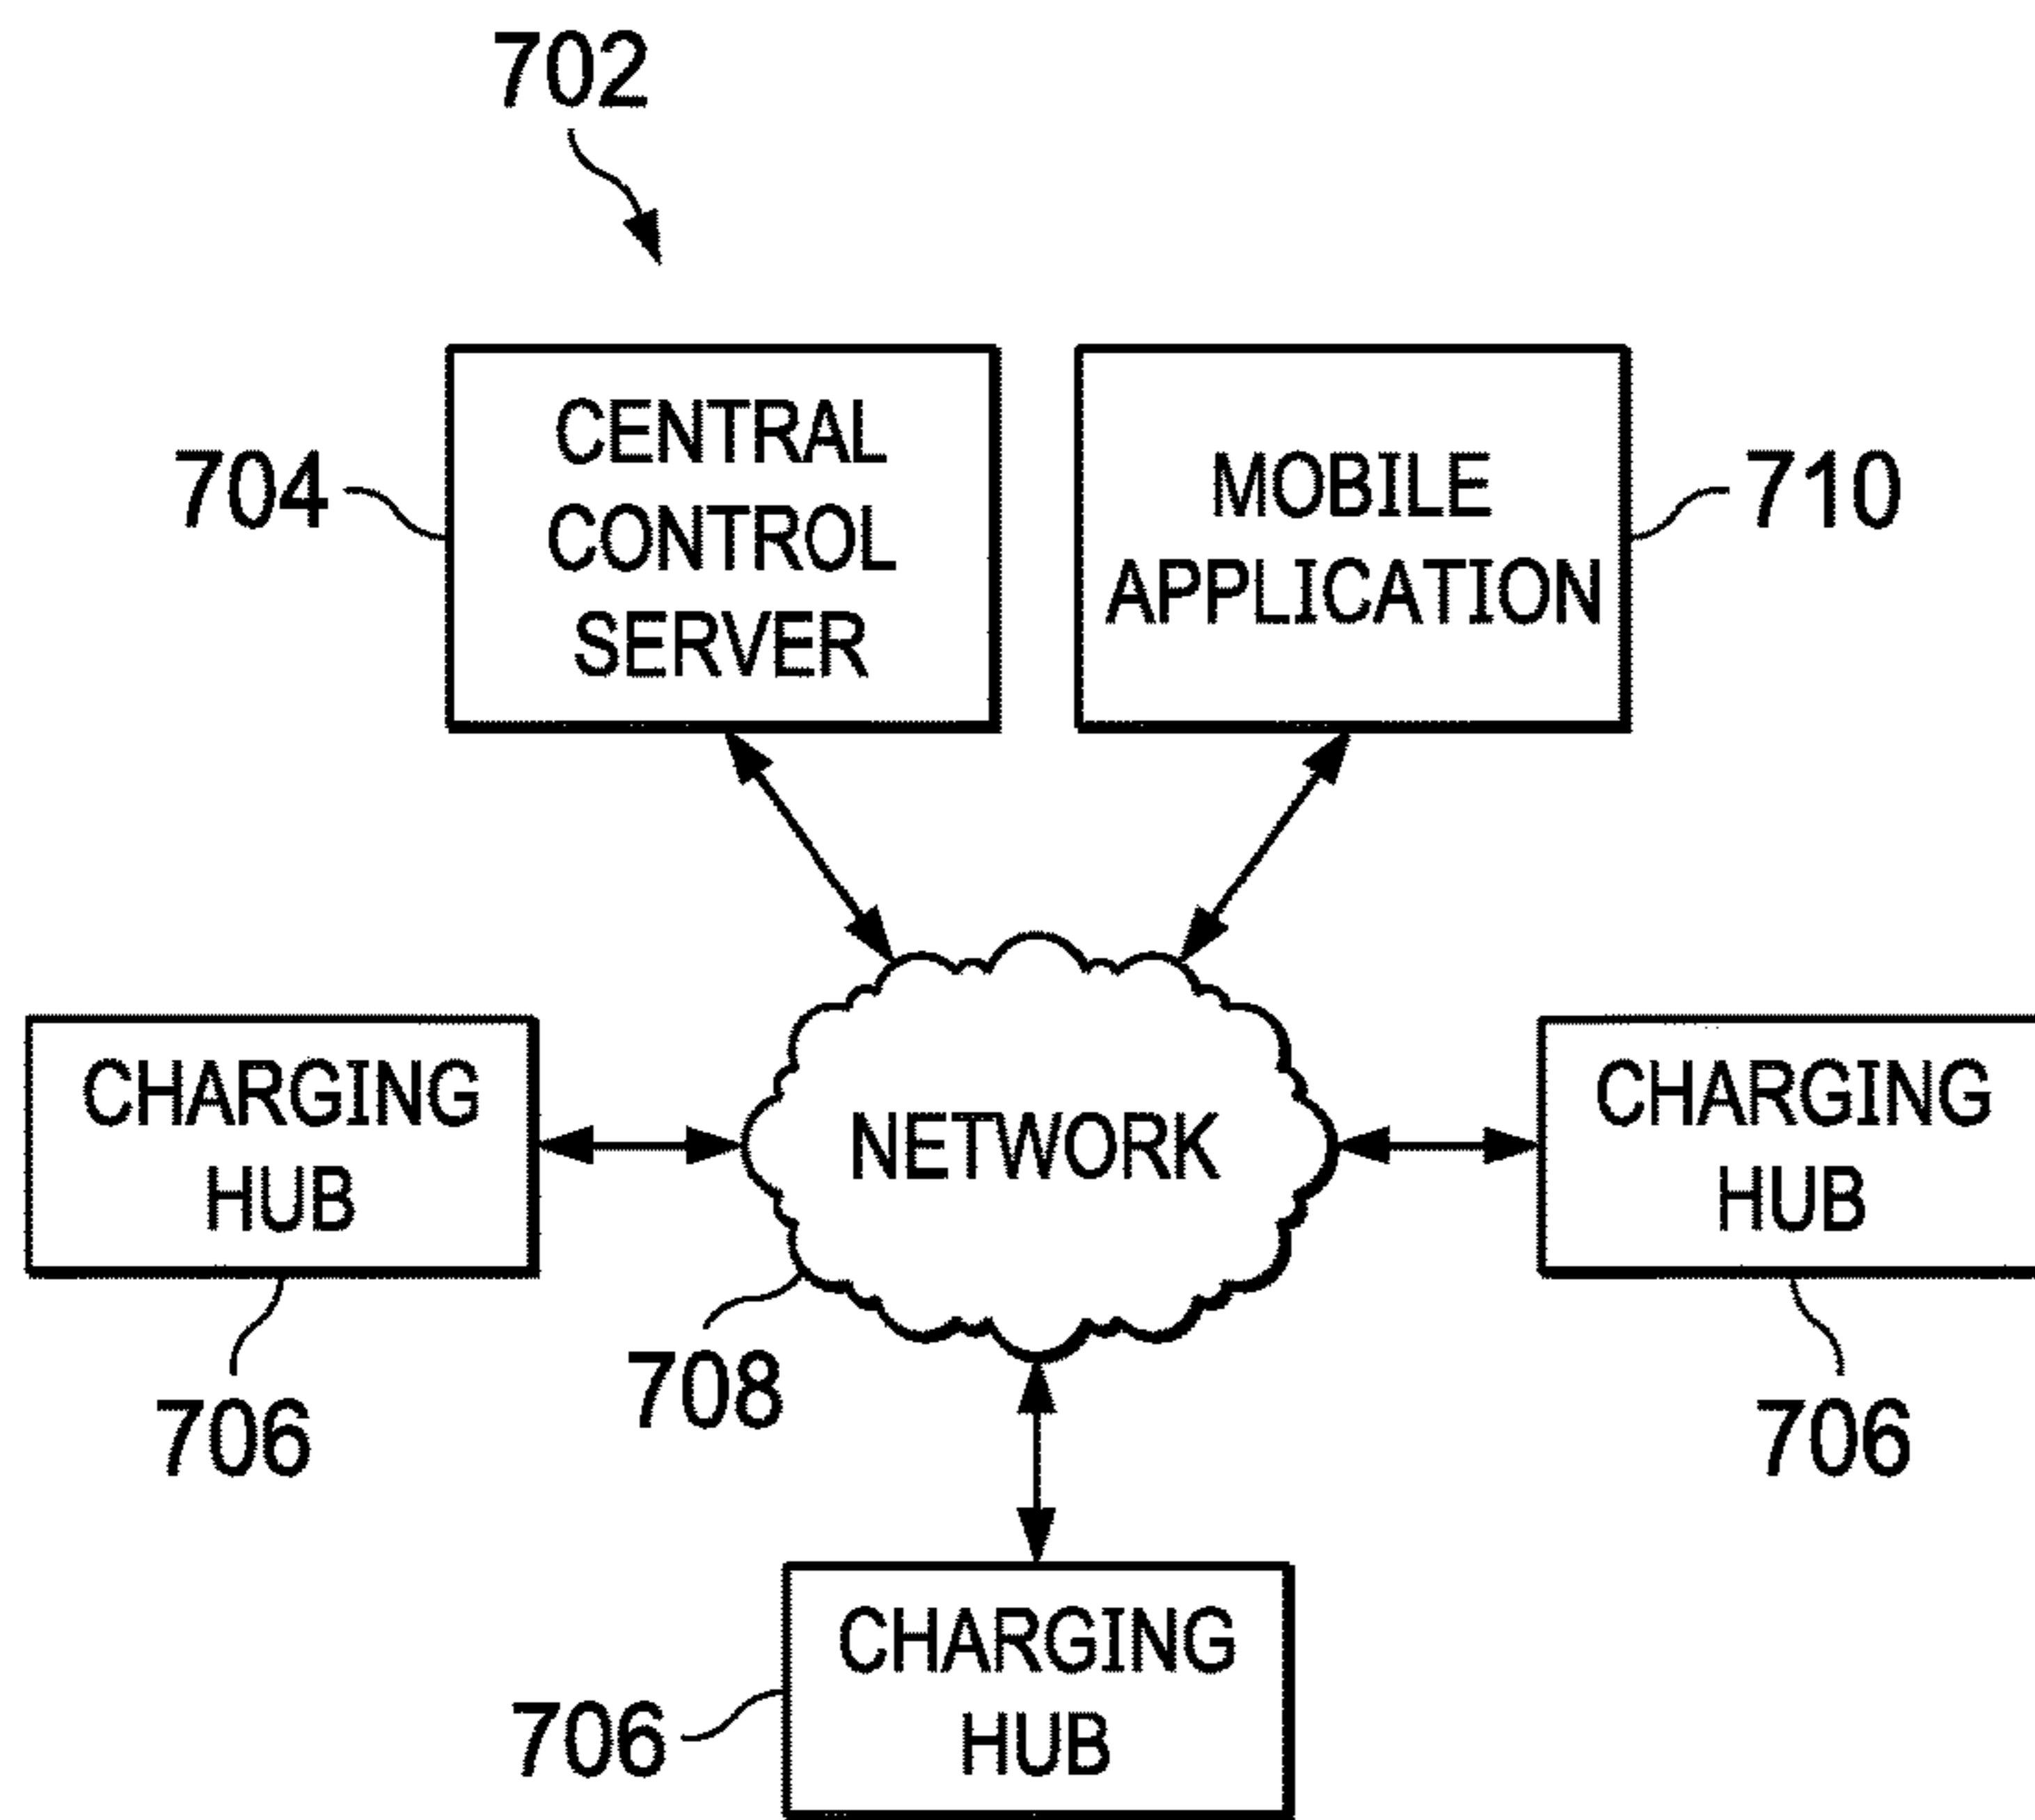 702
CENTRAL
CONTROL
SERVER
704
MOBILE
APPLICATION
710
CHARGING
HUB
706
NETWORK
708
CHARGING
HUB
706
CHARGING
HUB
706